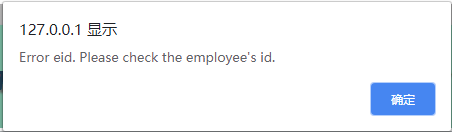 127.0.0.1 显示
Error eid. Please check the employee's id.
确定